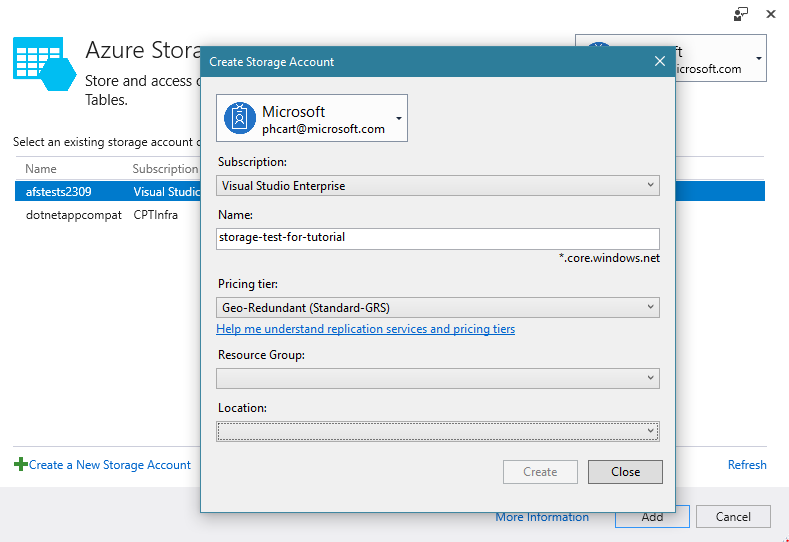 Azure Stora
Store and access d
Tables.
ft
icrosoft.com
Select an existing storage account o
Name
Subscription
afstests2309
Visual Studio
dotnetappcompat
CPTInfra
Create Storage Account
Microsoft
phcart@microsoft.com
Subscription:
Visual Studio Enterprise
Name:
storage-test-for-tutorial
*.core.windows.net
Pricing tier:
Geo-Redundant (Standard-GRS)
Help me understand replication services and pricing tiers
Resource Group:
Location:
Create
Close
Create a New Storage Account
Refresh
More Information
Add
Cancel